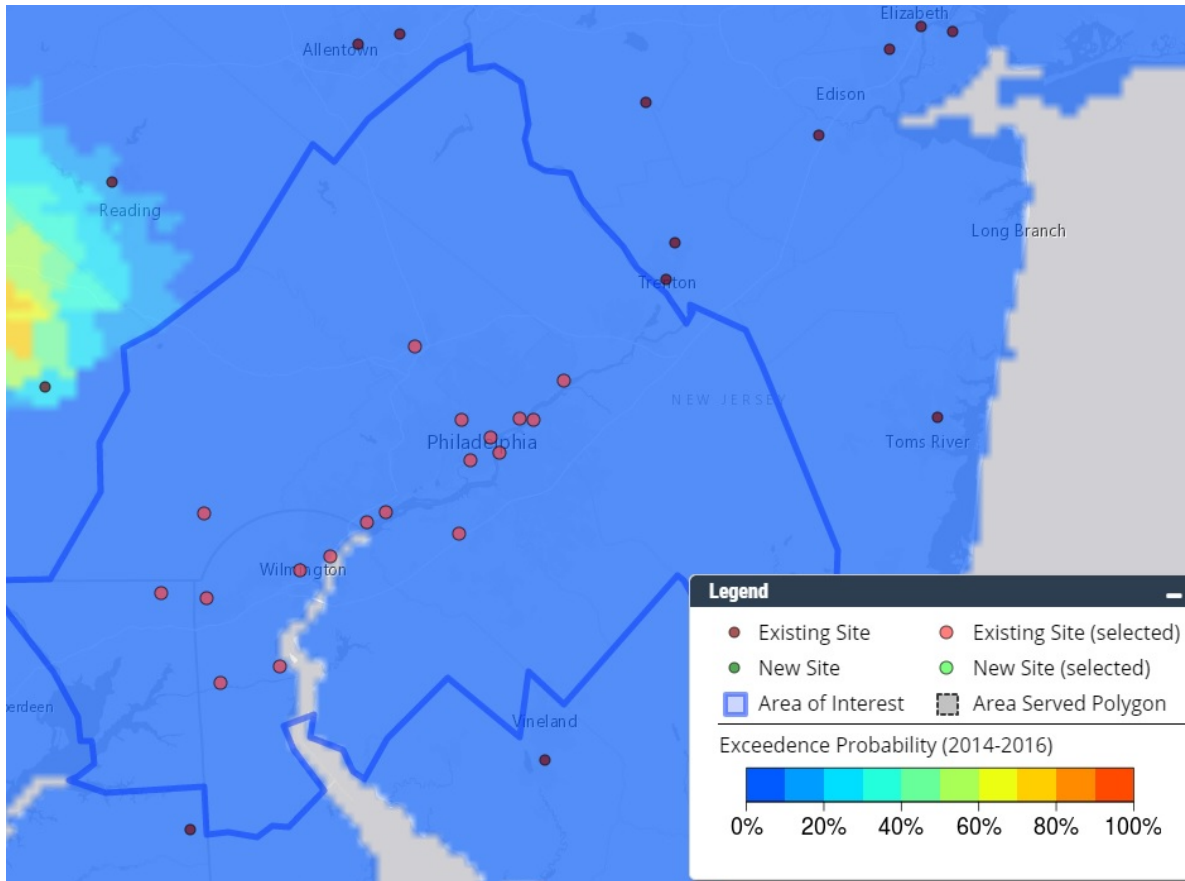 Elizabeth
Allentown
Edison
Reading
Long Branch
Trenton
NEW JERSEY
Philadelphia
Toms River
Wilmington
berdeen
Vineland
Legend
Existing Site
Existing Site (selected)
New Site
New Site (selected)
Area of Interest
Area Served Polygon
Exceedence Probability (2014-2016)
0% 20% 40% 60% 80% 100%